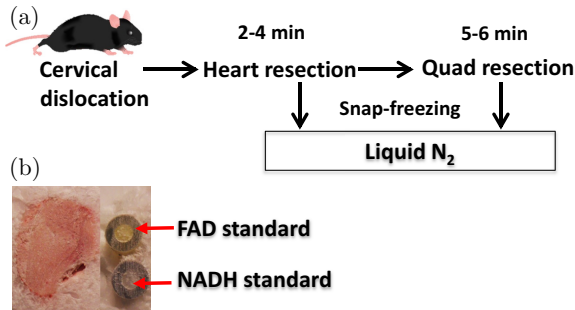 (a)
2-4 min
5-6 min
Cervical
dislocation
Heart resection
Quad resection
Snap-freezing
Liquid N₂
(b)
FAD standard
NADH standard